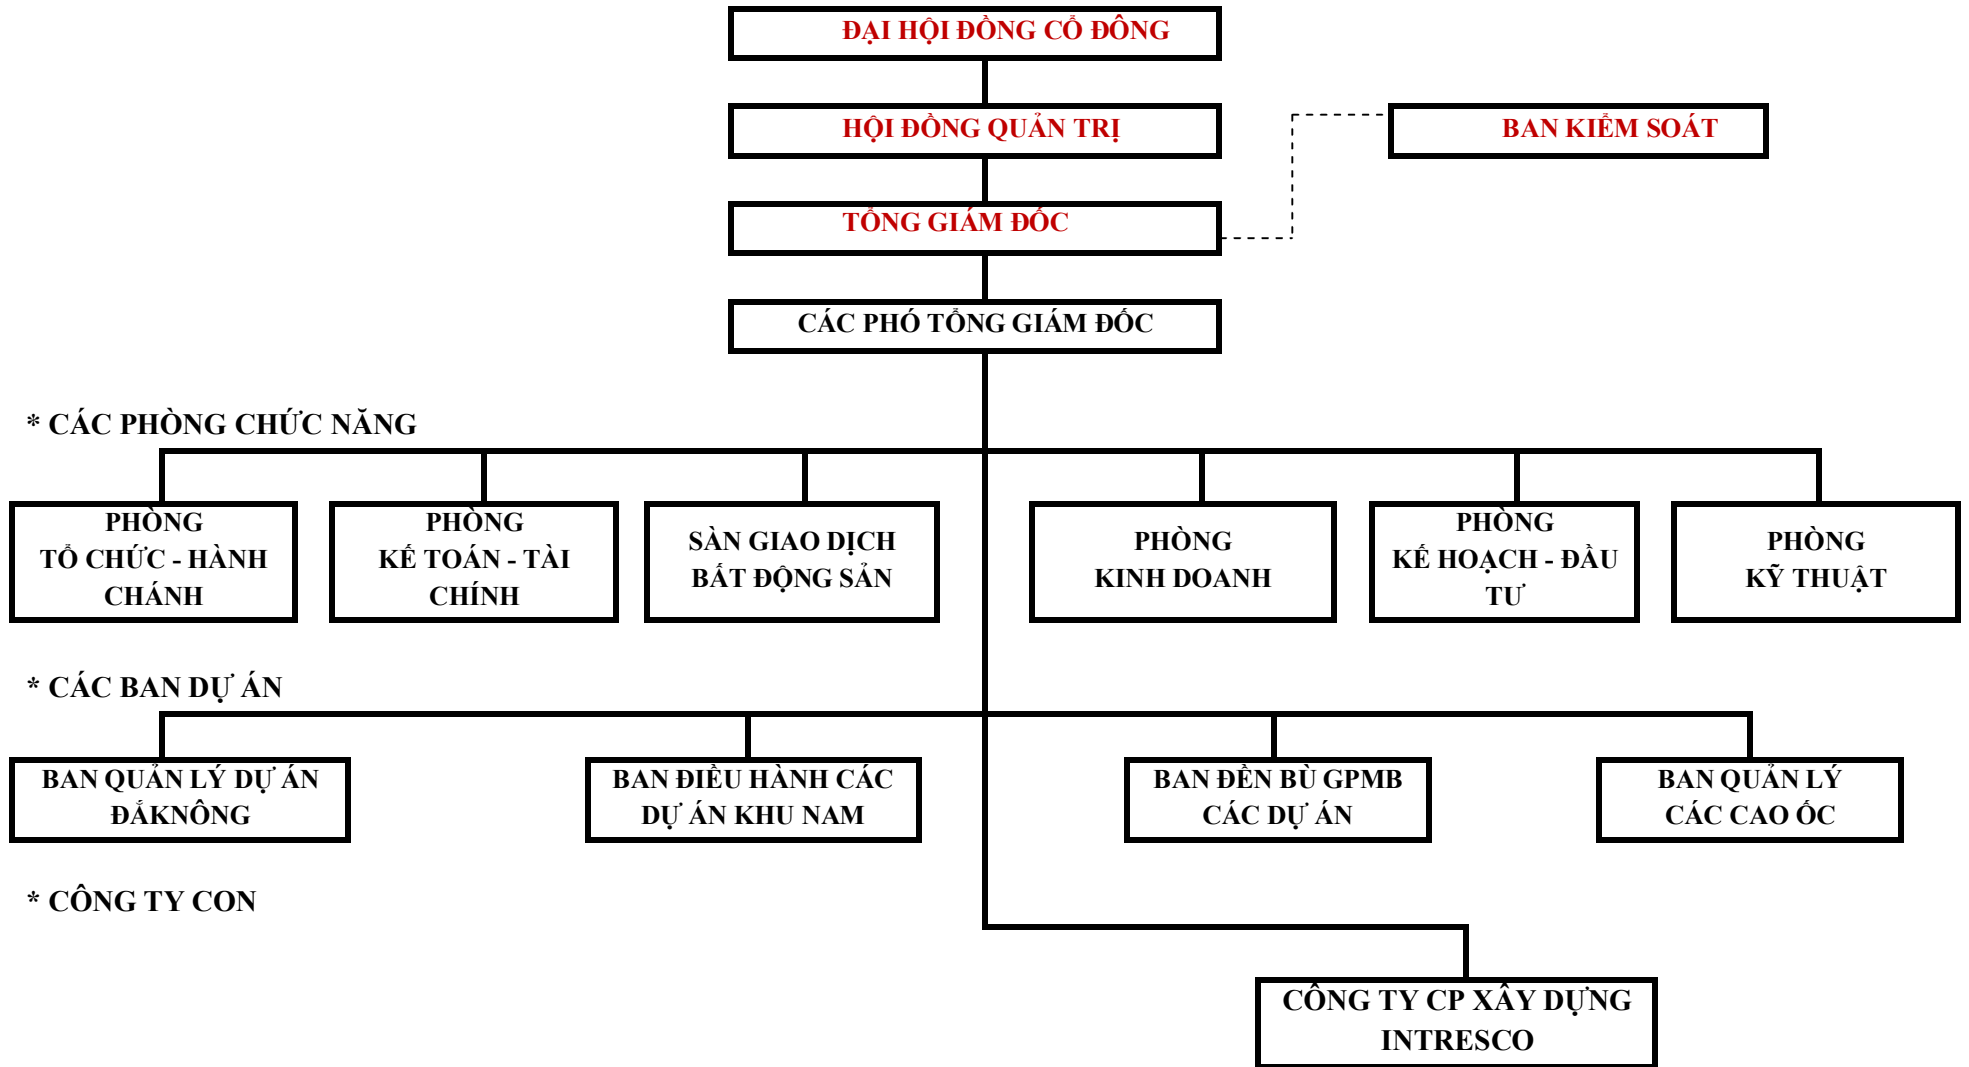 ĐẠI HỘI ĐỒNG CỔ ĐÔNG
HỘI ĐỒNG QUẢN TRỊ
BAN KIỂM SOÁT
TỔNG GIÁM ĐỐC
CÁC PHÓ TỔNG GIÁM ĐỐC
* CÁC PHÒNG CHỨC NĂNG
PHÒNG
TỔ CHỨC - HÀNH
CHÁNH
PHÒNG
KẾ TOÁN - TÀI
CHÍNH
SÀN GIAO DỊCH
BẤT ĐỘNG SẢN
PHÒNG
KINH DOANH
PHÒNG
KẾ HOẠCH - ĐẦU
TƯ
PHÒNG
KỸ THUẬT
* CÁC BAN DỰ ÁN
BAN QUẢN LÝ DỰ ÁN
ĐẮKNÔNG
BAN ĐIỀU HÀNH CÁC
DỰ ÁN KHU NAM
BAN ĐỀN BÙ GPMB
CÁC DỰ ÁN
BAN QUẢN LÝ
CÁC CAO ỐC
* CÔNG TY CON
CÔNG TY CP XÂY DỰNG
INTRESCO